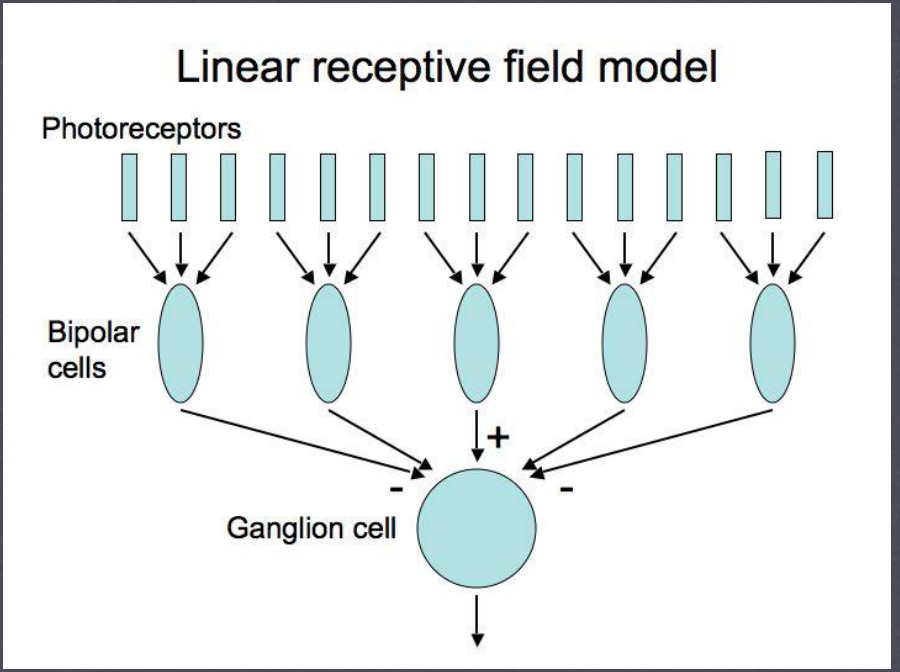 Linear receptive field model
Photoreceptors
Bipolar
cells
+
-
-
Ganglion cell